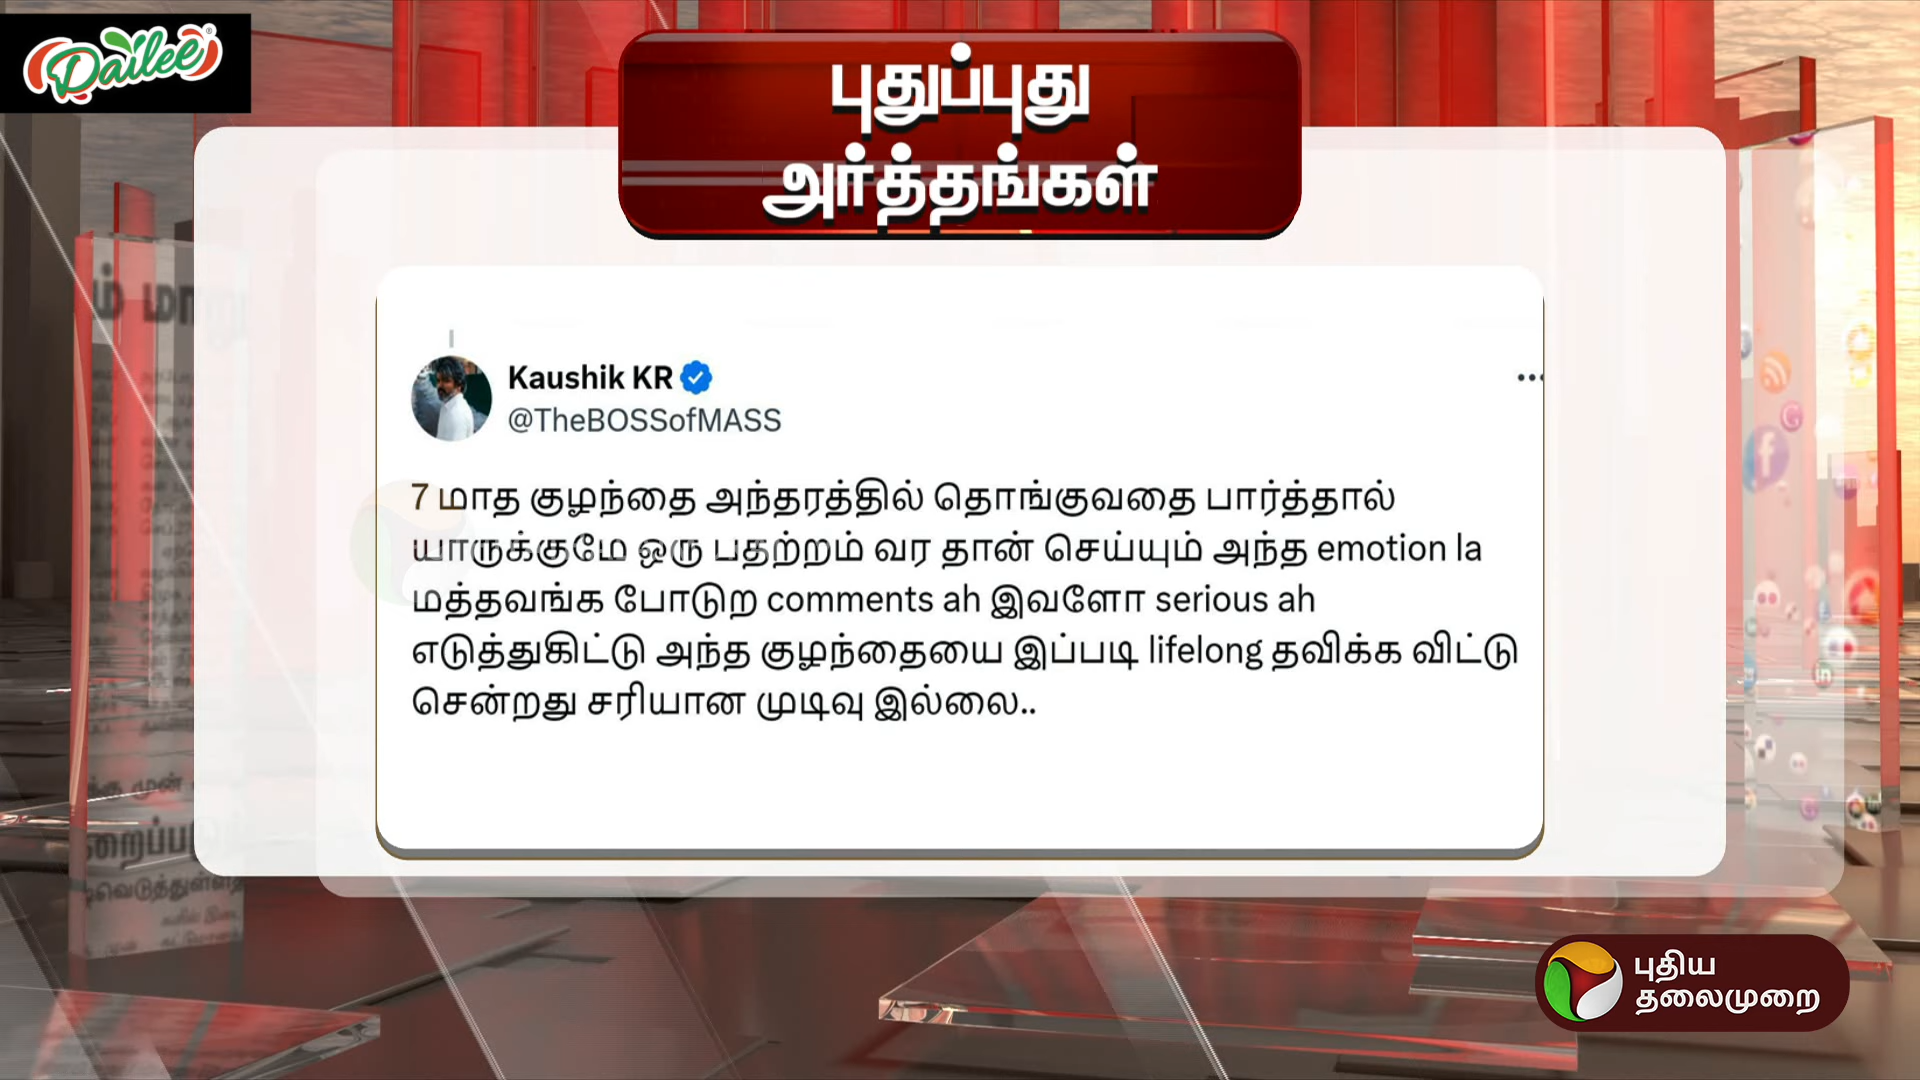 Dailee
புதுப்புது
அர்த்தங்கள்
Kaushik KR
@TheBOSSofMASS
7 மாத குழந்தை அந்தரத்தில் தொங்குவதை பார்த்தால்
யாருக்குமே ஒரு பதற்றம் வர தான் செய்யும் அந்த emotion la
மத்தவங்க போடுற comments ah இவளோ serious ah
எடுத்துகிட்டு அந்த குழந்தையை இப்படி lifelong தவிக்க விட்டு
சென்றது சரியான முடிவு இல்லை..
புதிய
தலைமுறை